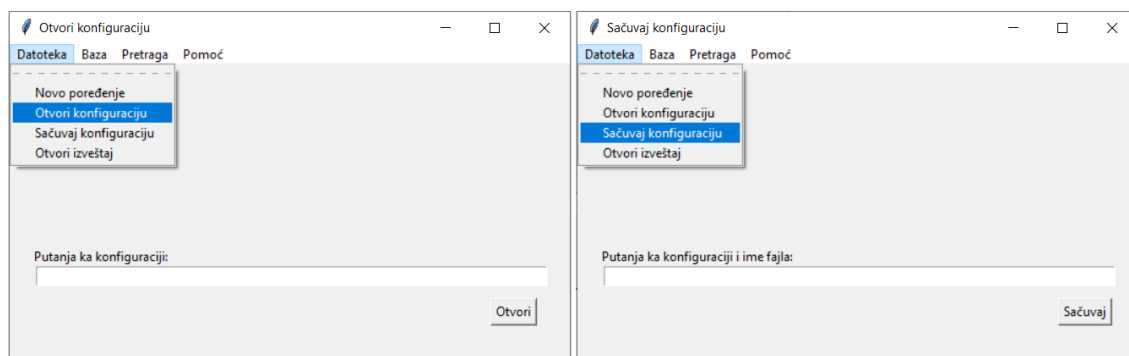 Otvori konfiguraciju
Datoteka Baza Pretraga Pomoć
Novo poređenje
Otvori konfiguraciju
Sačuvaj konfiguraciju
Otvori izveštaj
Putanja ka konfiguraciji:
Otvori
Sačuvaj konfiguraciju
Datoteka Baza Pretraga Pomoć
Novo poređenje
Otvori konfiguraciju
Sačuvaj konfiguraciju
Otvori izveštaj
Putanja ka konfiguraciji i ime fajla:
Sačuvaj